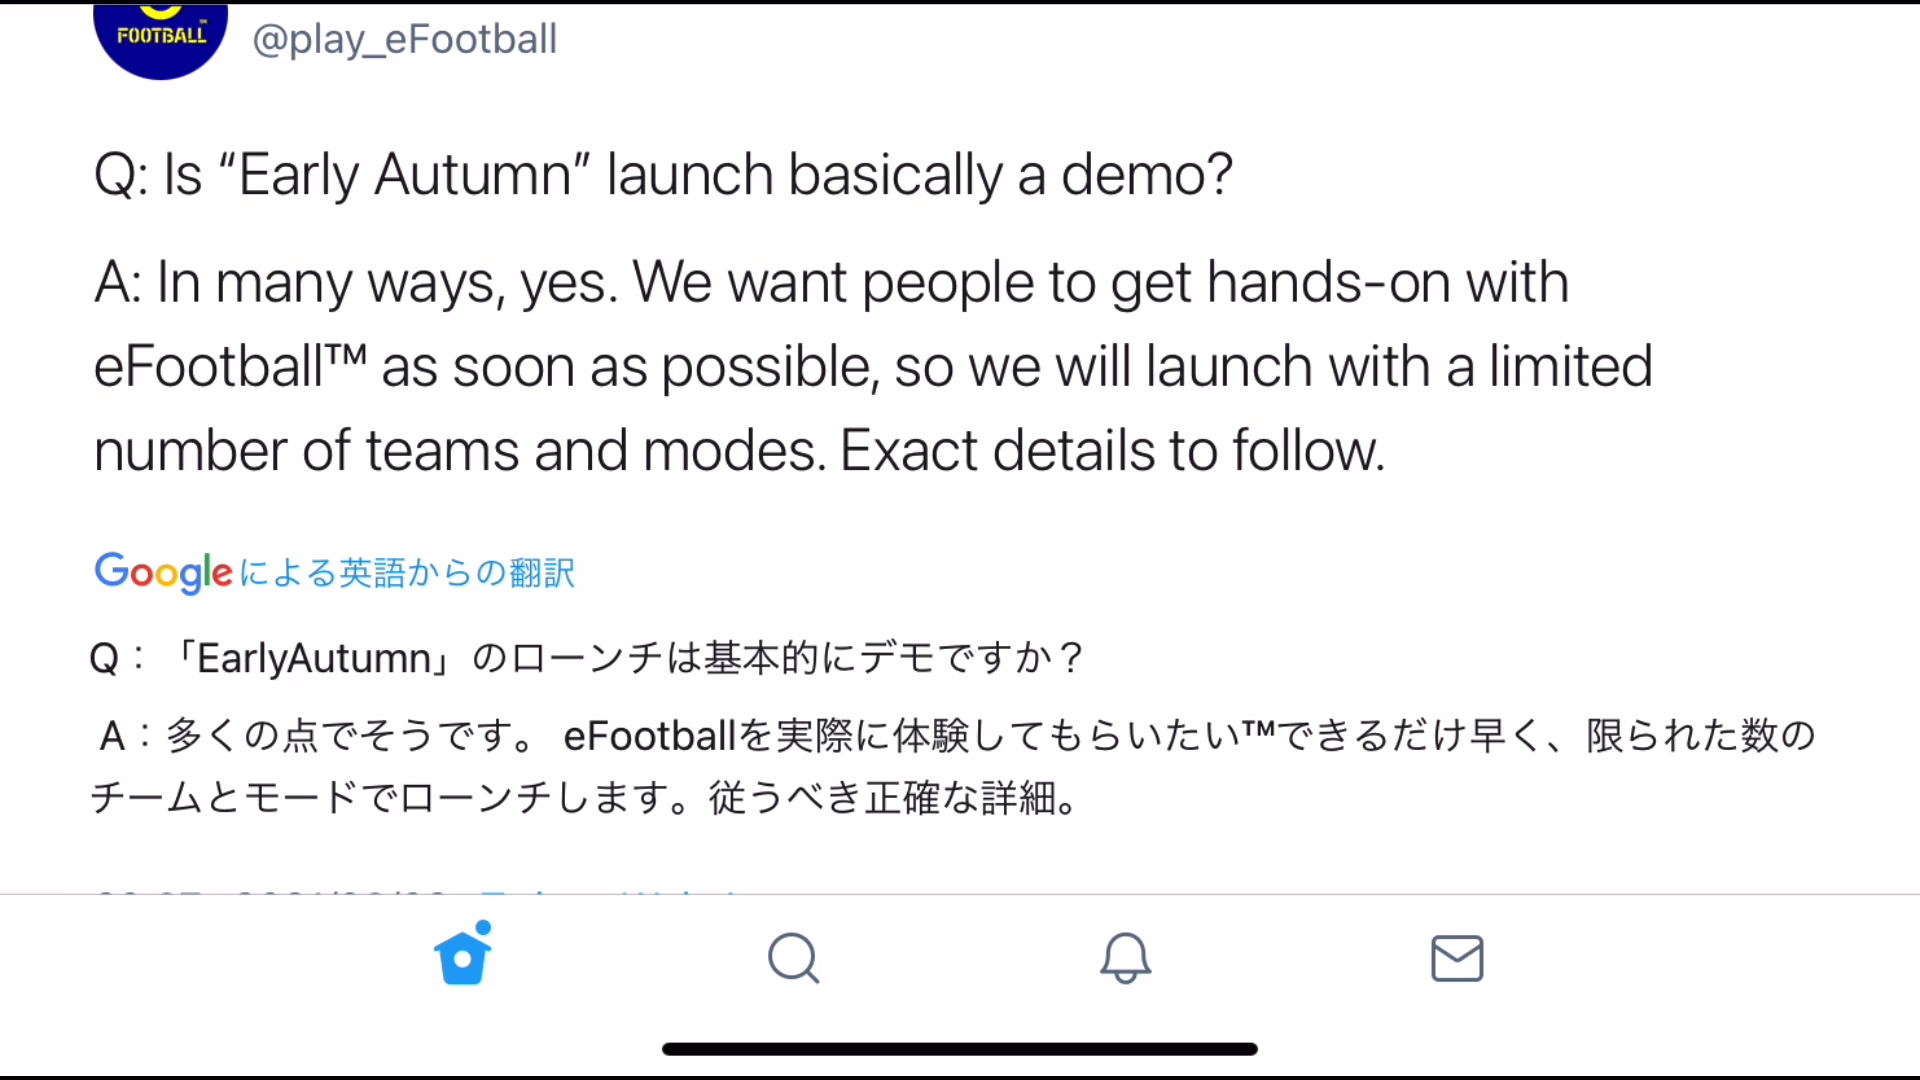 FOOTBALL™
@play_eFootball
Q: Is “Early Autumn” launch basically a demo?
A: In many ways, yes. We want people to get hands-on with
eFootball™ as soon as possible, so we will launch with a limited
number of teams and modes. Exact details to follow.
Googleによる英語からの翻訳
Q：「EarlyAutumn」のローンチは基本的にデモですか？
A：多くの点でそうです。 eFootballを実際に体験してもらいたい™できるだけ早く、限られた数の
チームとモードでローンチします。従うべき正確な詳細。